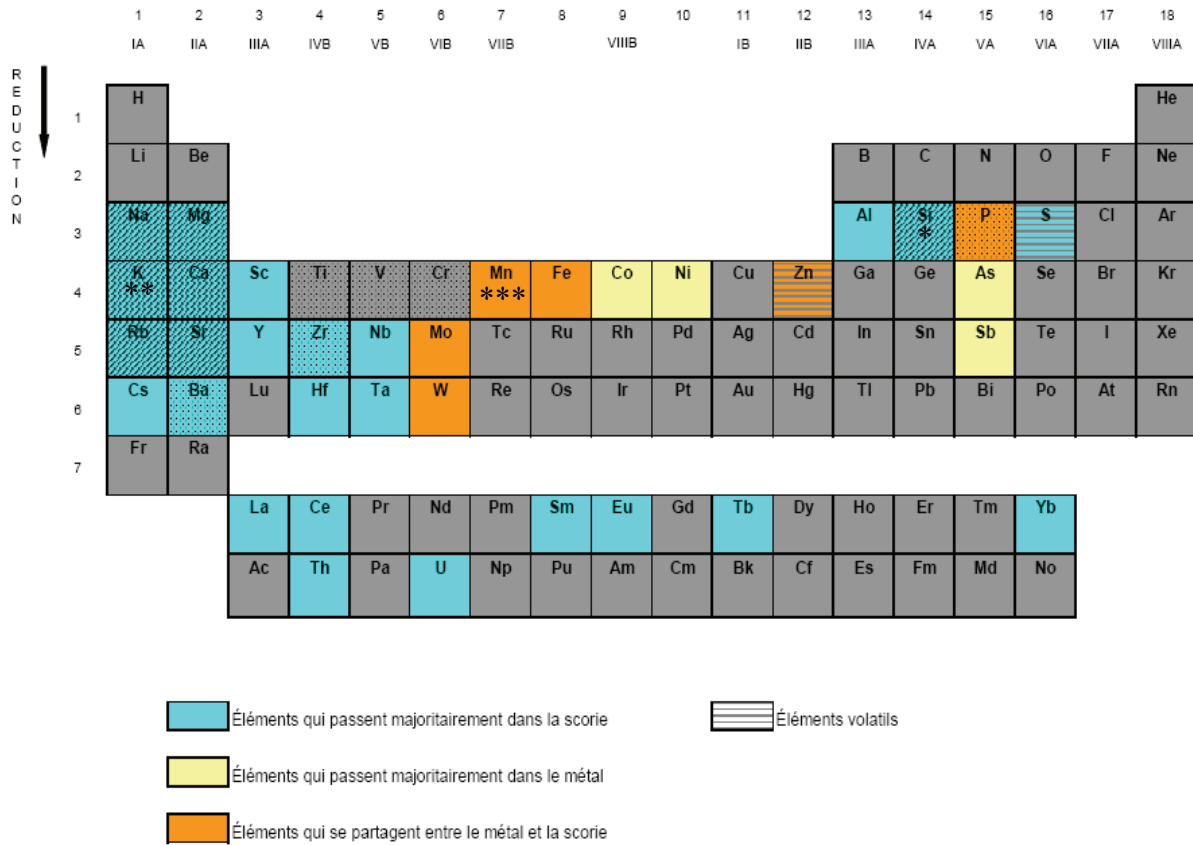 1 2 3 4 5 6 7 8 9 10 11 12 13 14 15 16 17 18
IA IIA IIIA IVB VB VIB VIIB VIIIB IB IIB IIIA IVA VA VIA VIIA VIIIA
REDUCTION
1 H He
2 Li Be B C N O F Ne
3 Na Mg Al Si P S Cl Ar
*
4 K Ca Sc Ti V Cr Mn Fe Co Ni Cu Zn Ga Ge As Se Br Kr
** ***
5 Rb Sr Y Zr Nb Mo Tc Ru Rh Pd Ag Cd In Sn Sb Te I Xe
6 Cs Ba Lu Hf Ta W Re Os Ir Pt Au Hg Tl Pb Bi Po At Rn
7 Fr Ra
La Ce Pr Nd Pm Sm Eu Gd Tb Dy Ho Er Tm Yb
Ac Th Pa U Np Pu Am Cm Bk Cf Es Fm Md No
Éléments qui passent majoritairement dans la scorie
Éléments volatils
Éléments qui passent majoritairement dans le métal
Éléments qui se partagent entre le métal et la scorie